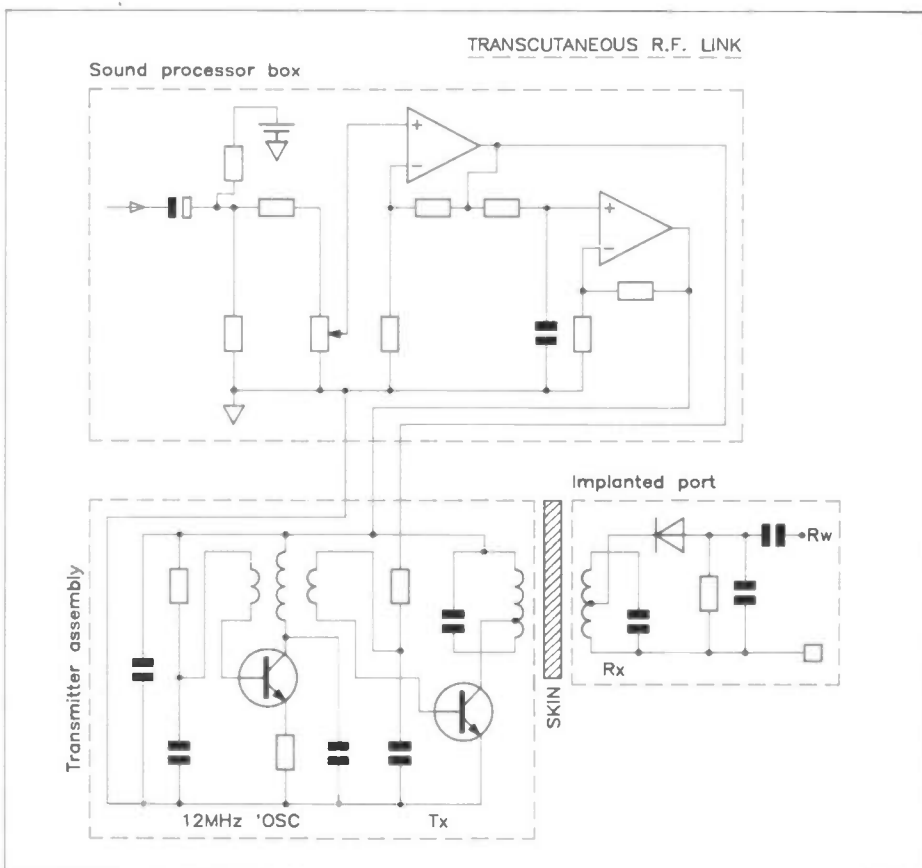 TRANSCUTANEOUS R.F. LINK
Sound processor box
+
−
+
−
Implanted port
Rw
Rx
SKIN
Transmitter assembly
12MHz 'OSC
Tx